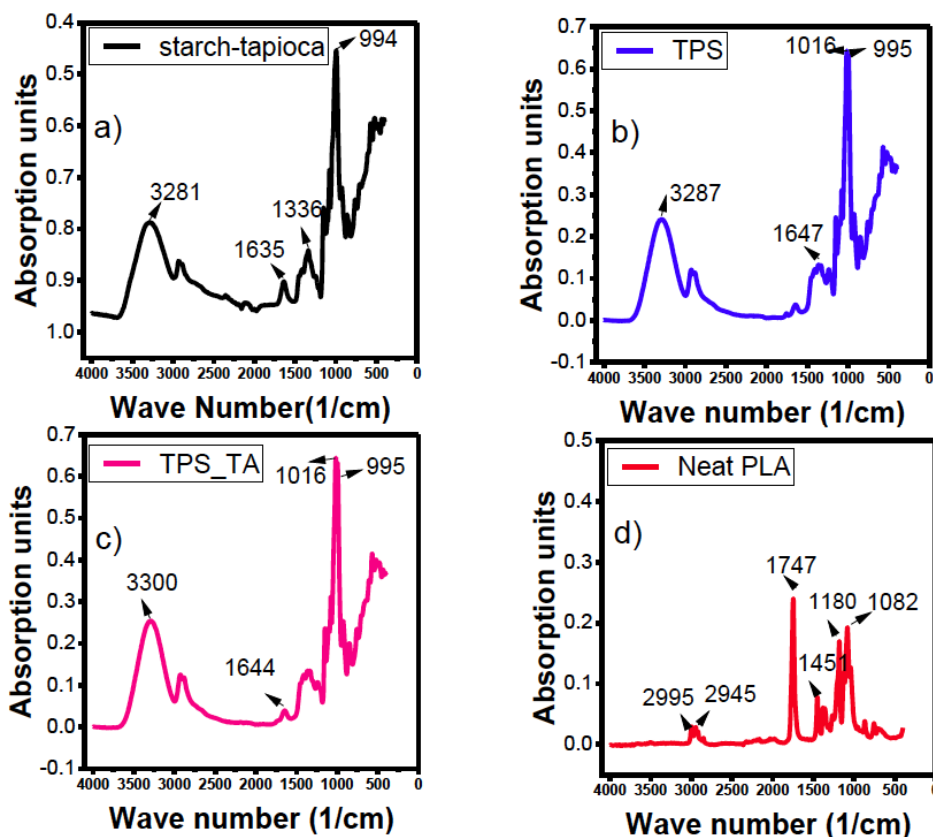 starch-tapioca
994
a)
3281
1336
1635
Absorption units
0.4
0.5
0.6
0.7
0.8
0.9
1.0
4000 3500 3000 2500 2000 1500 1000 500 0
Wave Number(1/cm)
TPS
1016
995
b)
3287
1647
Absorption units
0.7
0.6
0.5
0.4
0.3
0.2
0.1
0.0
-0.1
4000 3500 3000 2500 2000 1500 1000 500 0
Wave number (1/cm)
TPS_TA
1016
995
c)
3300
1644
Absorption units
0.7
0.6
0.5
0.4
0.3
0.2
0.1
0.0
-0.1
4000 3500 3000 2500 2000 1500 1000 500 0
Wave number (1/cm)
Neat PLA
d)
1747
1180
1082
1451
2995
2945
Absorption units
0.5
0.4
0.3
0.2
0.1
0.0
4000 3500 3000 2500 2000 1500 1000 500 0
Wave number (1/cm)